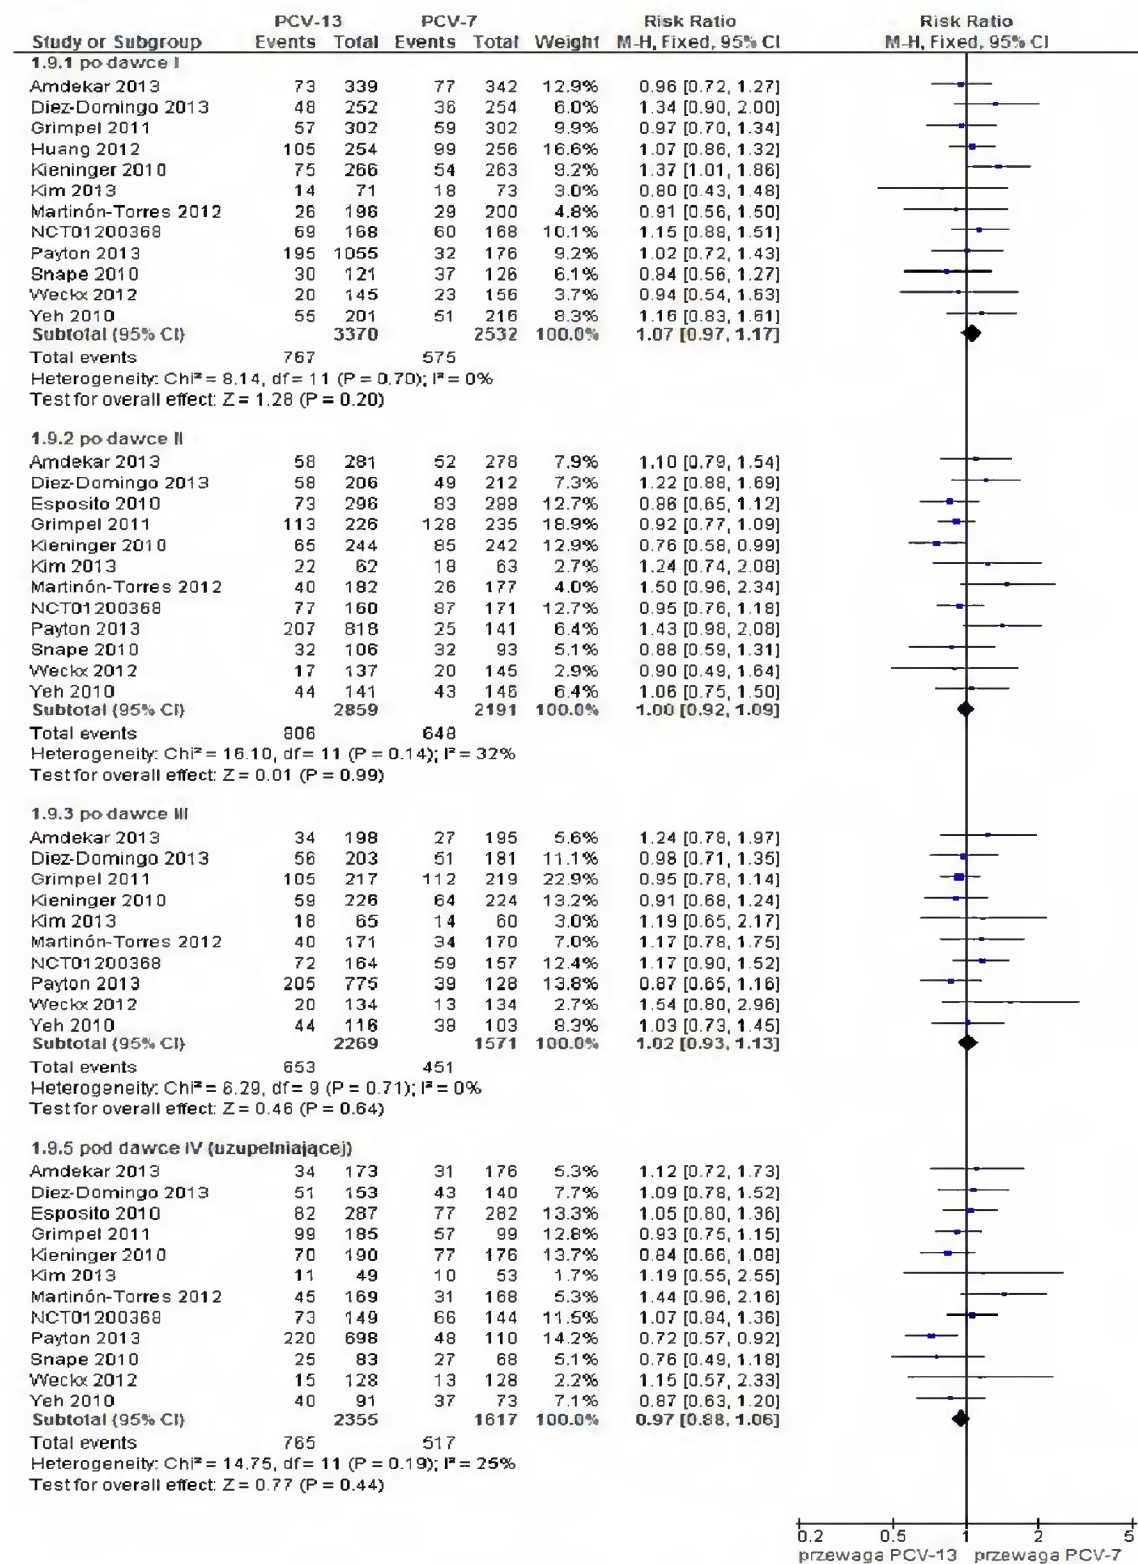 PCV-13 PCV-7 Risk Ratio Risk Ratio
Study or Subgroup Events Total Events Total Weight M-H, Fixed, 95% CI M-H, Fixed, 95% CI
1.9.1 po dawce I
Amdekar 2013 73 339 77 342 12.9% 0.96 [0.72, 1.27]
Diez-Domingo 2013 48 252 36 254 6.0% 1.34 [0.90, 2.00]
Grimpel 2011 57 302 59 302 9.9% 0.97 [0.70, 1.34]
Huang 2012 105 254 99 256 16.6% 1.07 [0.86, 1.32]
Kieninger 2010 75 266 54 263 9.2% 1.37 [1.01, 1.86]
Kim 2013 14 71 18 73 3.0% 0.80 [0.43, 1.48]
Martinón-Torres 2012 26 196 29 200 4.8% 0.91 [0.56, 1.50]
NCT01200368 69 168 60 168 10.1% 1.15 [0.88, 1.51]
Payton 2013 195 1055 32 176 9.2% 1.02 [0.72, 1.43]
Snape 2010 30 121 37 126 6.1% 0.84 [0.56, 1.27]
Weckx 2012 20 145 23 156 3.7% 0.94 [0.54, 1.63]
Yeh 2010 55 201 51 216 8.3% 1.16 [0.83, 1.61]
Subtotal (95% CI) 3370 2532 100.0% 1.07 [0.97, 1.17]
Total events 767 575
Heterogeneity: Chi² = 8.14, df = 11 (P = 0.70); I² = 0%
Test for overall effect: Z = 1.28 (P = 0.20)
1.9.2 po dawce II
Amdekar 2013 58 281 52 278 7.9% 1.10 [0.79, 1.54]
Diez-Domingo 2013 58 206 49 212 7.3% 1.22 [0.88, 1.69]
Esposito 2010 73 296 83 288 12.7% 0.86 [0.65, 1.12]
Grimpel 2011 113 226 128 235 18.9% 0.92 [0.77, 1.09]
Kieninger 2010 65 244 85 242 12.9% 0.76 [0.58, 0.99]
Kim 2013 22 62 18 63 2.7% 1.24 [0.74, 2.08]
Martinón-Torres 2012 40 182 26 177 4.0% 1.50 [0.96, 2.34]
NCT01200368 77 160 87 171 12.7% 0.95 [0.76, 1.18]
Payton 2013 207 818 25 141 6.4% 1.43 [0.98, 2.08]
Snape 2010 32 106 32 93 5.1% 0.88 [0.59, 1.31]
Weckx 2012 17 137 20 145 2.9% 0.90 [0.49, 1.64]
Yeh 2010 44 141 43 146 6.4% 1.06 [0.75, 1.50]
Subtotal (95% CI) 2859 2191 100.0% 1.00 [0.92, 1.09]
Total events 806 648
Heterogeneity: Chi² = 16.10, df = 11 (P = 0.14); I² = 32%
Test for overall effect: Z = 0.01 (P = 0.99)
1.9.3 po dawce III
Amdekar 2013 34 198 27 195 5.6% 1.24 [0.78, 1.97]
Diez-Domingo 2013 56 203 51 181 11.1% 0.98 [0.71, 1.35]
Grimpel 2011 105 217 112 219 22.9% 0.95 [0.78, 1.14]
Kieninger 2010 59 226 64 224 13.2% 0.91 [0.68, 1.24]
Kim 2013 18 65 14 60 3.0% 1.19 [0.65, 2.17]
Martinón-Torres 2012 40 171 34 170 7.0% 1.17 [0.78, 1.75]
NCT01200368 72 164 59 157 12.4% 1.17 [0.90, 1.52]
Payton 2013 205 775 39 128 13.8% 0.87 [0.65, 1.16]
Weckx 2012 20 134 13 134 2.7% 1.54 [0.80, 2.96]
Yeh 2010 44 116 38 103 8.3% 1.03 [0.73, 1.45]
Subtotal (95% CI) 2269 1571 100.0% 1.02 [0.93, 1.13]
Total events 653 451
Heterogeneity: Chi² = 6.29, df = 9 (P = 0.71); I² = 0%
Test for overall effect: Z = 0.46 (P = 0.64)
1.9.5 pod dawce IV (uzupelniającej)
Amdekar 2013 34 173 31 176 5.3% 1.12 [0.72, 1.73]
Diez-Domingo 2013 51 153 43 140 7.7% 1.09 [0.78, 1.52]
Esposito 2010 82 287 77 282 13.3% 1.05 [0.80, 1.36]
Grimpel 2011 99 185 57 99 12.8% 0.93 [0.75, 1.15]
Kieninger 2010 70 190 77 176 13.7% 0.84 [0.66, 1.08]
Kim 2013 11 49 10 53 1.7% 1.19 [0.55, 2.55]
Martinón-Torres 2012 45 169 31 168 5.3% 1.44 [0.96, 2.16]
NCT01200368 73 149 66 144 11.5% 1.07 [0.84, 1.36]
Payton 2013 220 698 48 110 14.2% 0.72 [0.57, 0.92]
Snape 2010 25 83 27 68 5.1% 0.76 [0.49, 1.18]
Weckx 2012 15 128 13 128 2.2% 1.15 [0.57, 2.33]
Yeh 2010 40 91 37 73 7.1% 0.87 [0.63, 1.20]
Subtotal (95% CI) 2355 1617 100.0% 0.97 [0.88, 1.06]
Total events 765 517
Heterogeneity: Chi² = 14.75, df = 11 (P = 0.19); I² = 25%
Test for overall effect: Z = 0.77 (P = 0.44)
0.2 0.5 1 2 5
przewaga PCV-13 przewaga PCV-7